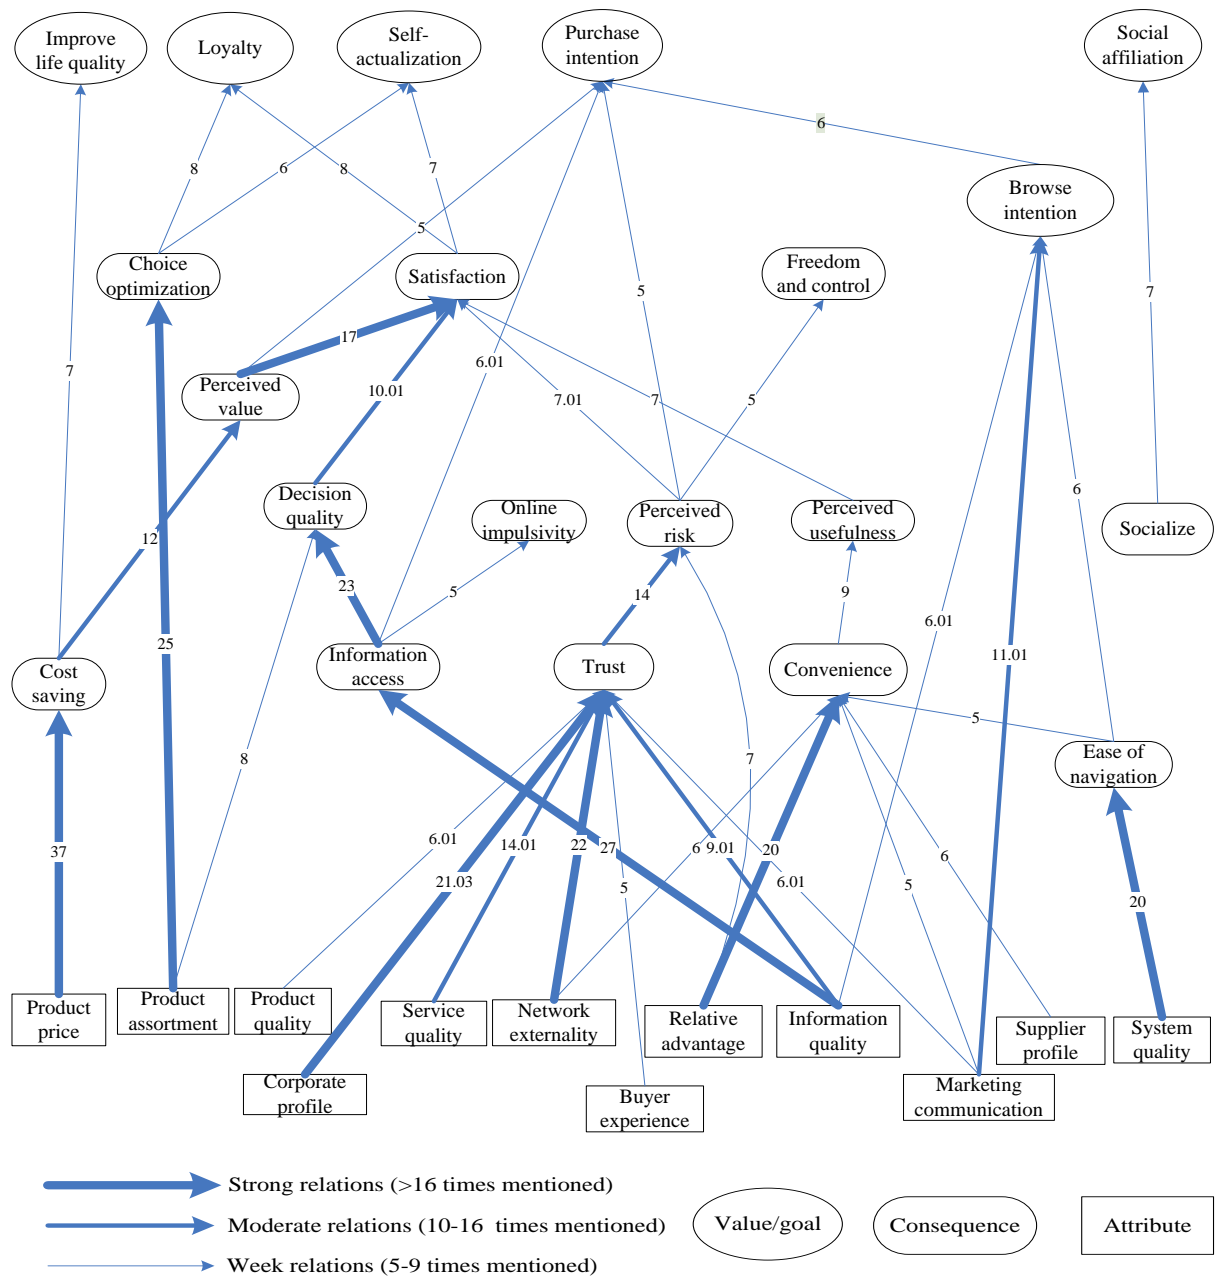 Improve
life quality
Loyalty
Self-
actualization
Purchase
intention
Social
affiliation
6
8
6
8
7
Browse
intention
5
Choice
optimization
Satisfaction
Freedom
and control
5
7
17
6.01
7
Perceived
value
10.01
7.01
7
5
6
Decision
quality
Online
impulsivity
Perceived
risk
Perceived
usefulness
Socialize
12
23
5
14
9
6.01
25
11.01
Cost
saving
Information
access
Trust
Convenience
5
Ease of
navigation
8
7
37
6.01
14.01
22
27
6
9.01
20
6
21.03
5
6.01
5
20
Product
price
Product
assortment
Product
quality
Service
quality
Network
externality
Relative
advantage
Information
quality
Supplier
profile
System
quality
Corporate
profile
Buyer
experience
Marketing
communication
Strong relations (>16 times mentioned)
Moderate relations (10-16  times mentioned)
Week relations (5-9 times mentioned)
Value/goal
Consequence
Attribute